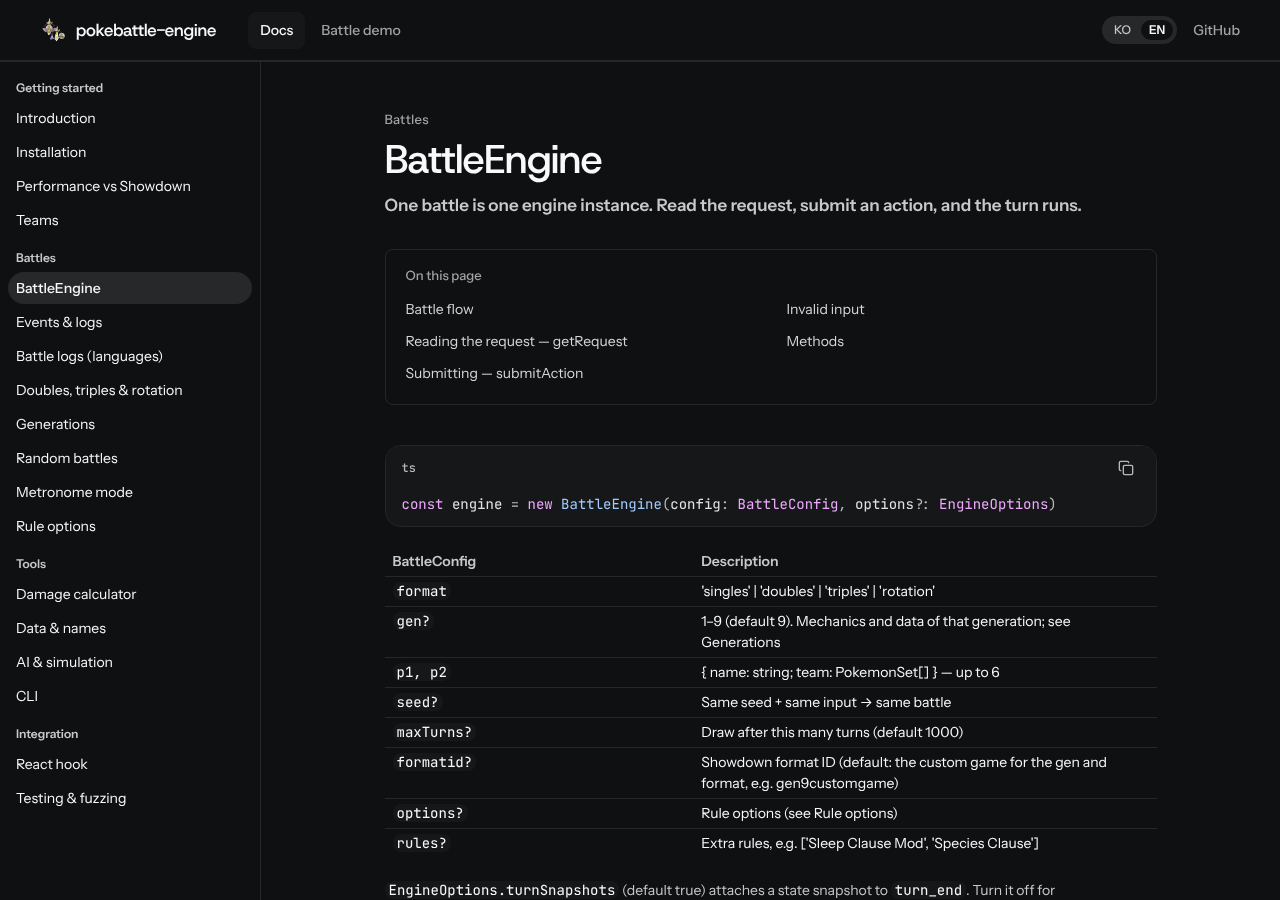 pokebattle-engine
Docs
Battle demo
KO
EN
GitHub
Getting started
Introduction
Installation
Performance vs Showdown
Teams
Battles
BattleEngine
Events & logs
Battle logs (languages)
Doubles, triples & rotation
Generations
Random battles
Metronome mode
Rule options
Tools
Damage calculator
Data & names
AI & simulation
CLI
Integration
React hook
Testing & fuzzing
Battles
BattleEngine
One battle is one engine instance. Read the request, submit an action, and the turn runs.
On this page
Battle flow
Reading the request — getRequest
Submitting — submitAction
Invalid input
Methods
ts
const engine = new BattleEngine(config: BattleConfig, options?: EngineOptions)
BattleConfig Description
format 'singles' | 'doubles' | 'triples' | 'rotation'
gen? 1–9 (default 9). Mechanics and data of that generation; see
Generations
p1, p2 { name: string; team: PokemonSet[] } — up to 6
seed? Same seed + same input → same battle
maxTurns? Draw after this many turns (default 1000)
formatid? Showdown format ID (default: the custom game for the gen and
format, e.g. gen9customgame)
options? Rule options (see Rule options)
rules? Extra rules, e.g. ['Sleep Clause Mod', 'Species Clause']
EngineOptions.turnSnapshots (default true) attaches a state snapshot to turn_end . Turn it off for